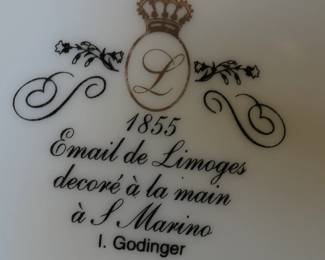 L
1855
Email de Limoges
decoré à la main
à S Marino
I. Godinger